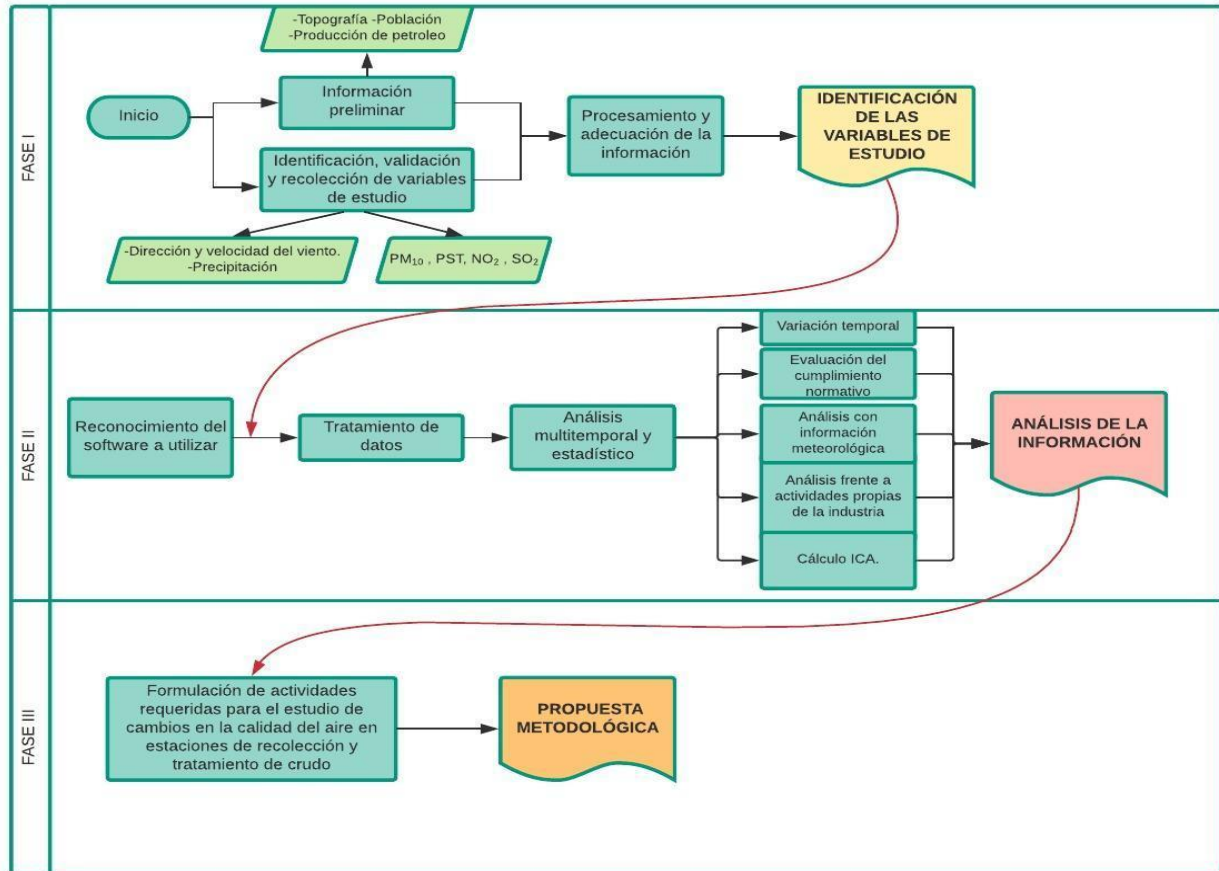 FASE I
-Topografía -Población
-Producción de petroleo
Inicio
Información
preliminar
Identificación, validación
y recolección de variables
de estudio
-Dirección y velocidad del viento.
-Precipitación
PM₁₀ , PST, NO₂ , SO₂
Procesamiento y
adecuación de la
información
IDENTIFICACIÓN
DE LAS
VARIABLES DE
ESTUDIO
FASE II
Reconocimiento del
software a utilizar
Tratamiento de
datos
Análisis
multitemporal y
estadístico
Variación temporal
Evaluación del
cumplimiento
normativo
Análisis con
información
meteorológica
Análisis frente a
actividades propias
de la industria
Cálculo ICA.
ANÁLISIS DE LA
INFORMACIÓN
FASE III
Formulación de actividades
requeridas para el estudio de
cambios en la calidad del aire en
estaciones de recolección y
tratamiento de crudo
PROPUESTA
METODOLÓGICA